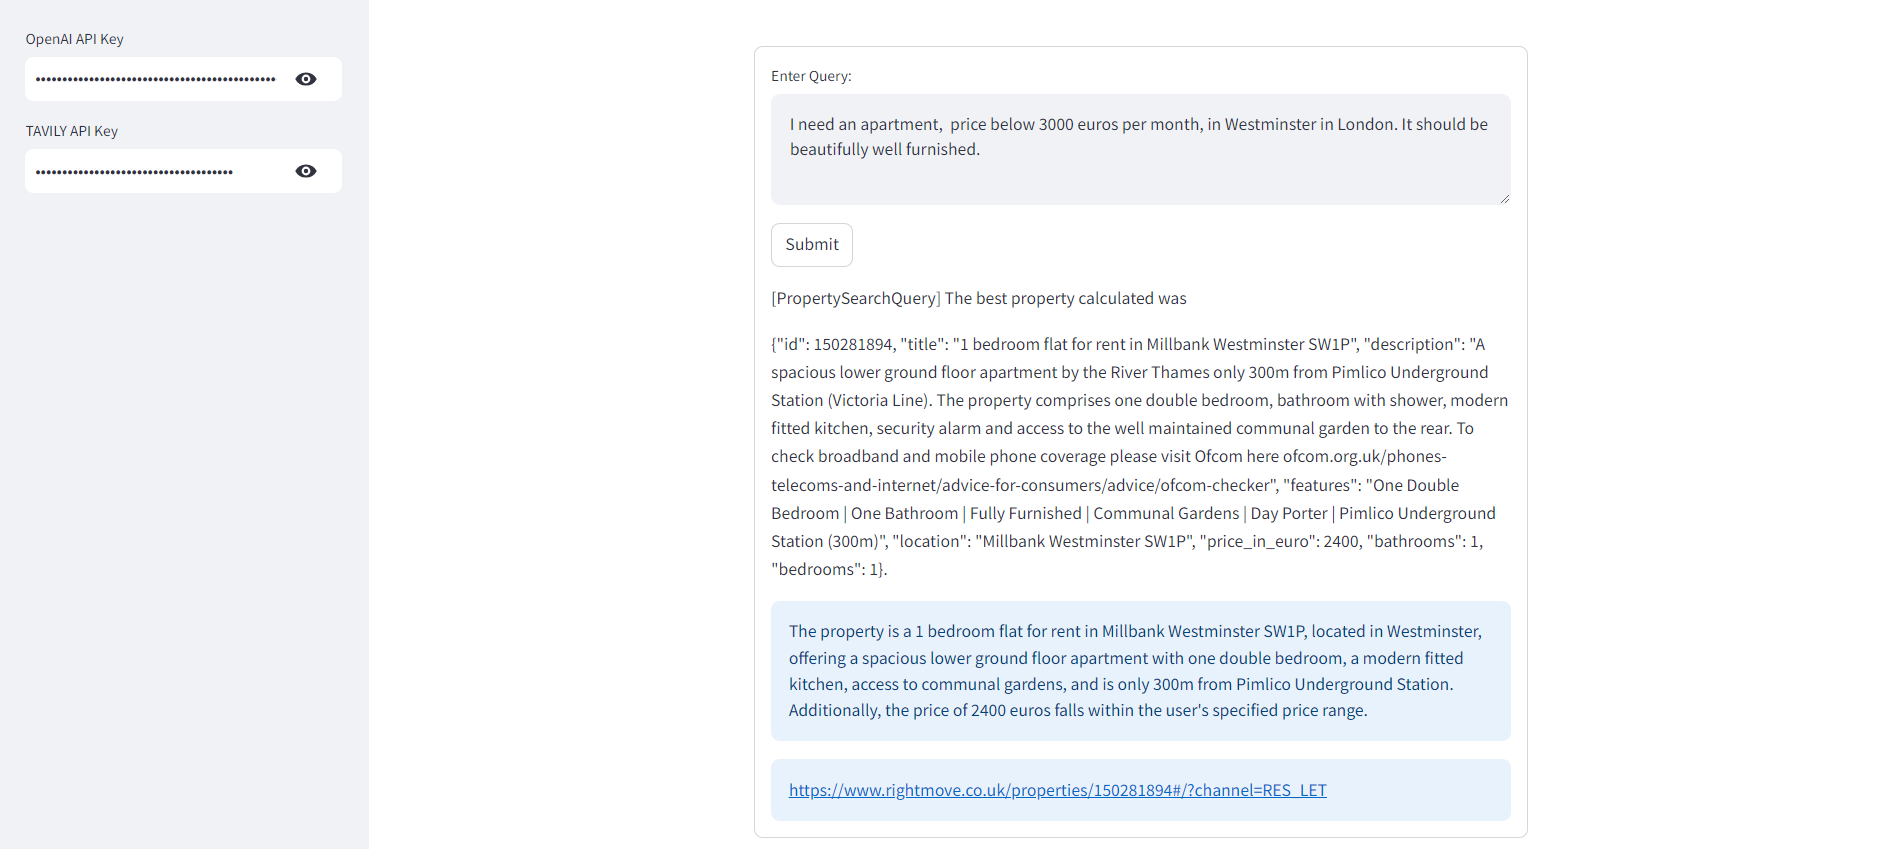 OpenAI API Key
••••••••••••••••••••••••••••••••••••••••••••
TAVILY API Key
••••••••••••••••••••••••••••••••••••
Enter Query:
I need an apartment,  price below 3000 euros per month, in Westminster in London. It should be
beautifully well furnished.
Submit
[PropertySearchQuery] The best property calculated was
{"id": 150281894, "title": "1 bedroom flat for rent in Millbank Westminster SW1P", "description": "A
spacious lower ground floor apartment by the River Thames only 300m from Pimlico Underground
Station (Victoria Line). The property comprises one double bedroom, bathroom with shower, modern
fitted kitchen, security alarm and access to the well maintained communal garden to the rear. To
check broadband and mobile phone coverage please visit Ofcom here ofcom.org.uk/phones-
telecoms-and-internet/advice-for-consumers/advice/ofcom-checker", "features": "One Double
Bedroom | One Bathroom | Fully Furnished | Communal Gardens | Day Porter | Pimlico Underground
Station (300m)", "location": "Millbank Westminster SW1P", "price_in_euro": 2400, "bathrooms": 1,
"bedrooms": 1}.
The property is a 1 bedroom flat for rent in Millbank Westminster SW1P, located in Westminster,
offering a spacious lower ground floor apartment with one double bedroom, a modern fitted
kitchen, access to communal gardens, and is only 300m from Pimlico Underground Station.
Additionally, the price of 2400 euros falls within the user's specified price range.
https://www.rightmove.co.uk/properties/150281894#/?channel=RES_LET